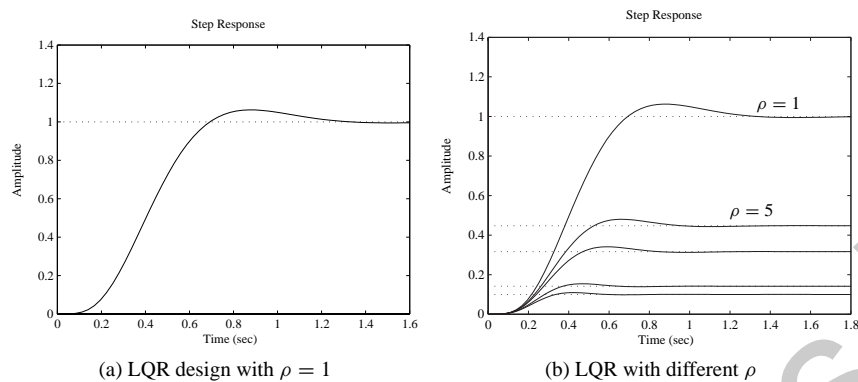 Step Response
1.4
1.2
1
0.8
0.6
0.4
0.2
0
Amplitude
0 0.2 0.4 0.6 0.8 1 1.2 1.4 1.6
Time (sec)
(a) LQR design with ρ = 1
Step Response
1.4
1.2
1
0.8
0.6
0.4
0.2
0
Amplitude
ρ = 1
ρ = 5
0 0.2 0.4 0.6 0.8 1 1.2 1.4 1.6 1.8
Time (sec)
(b) LQR with different ρ